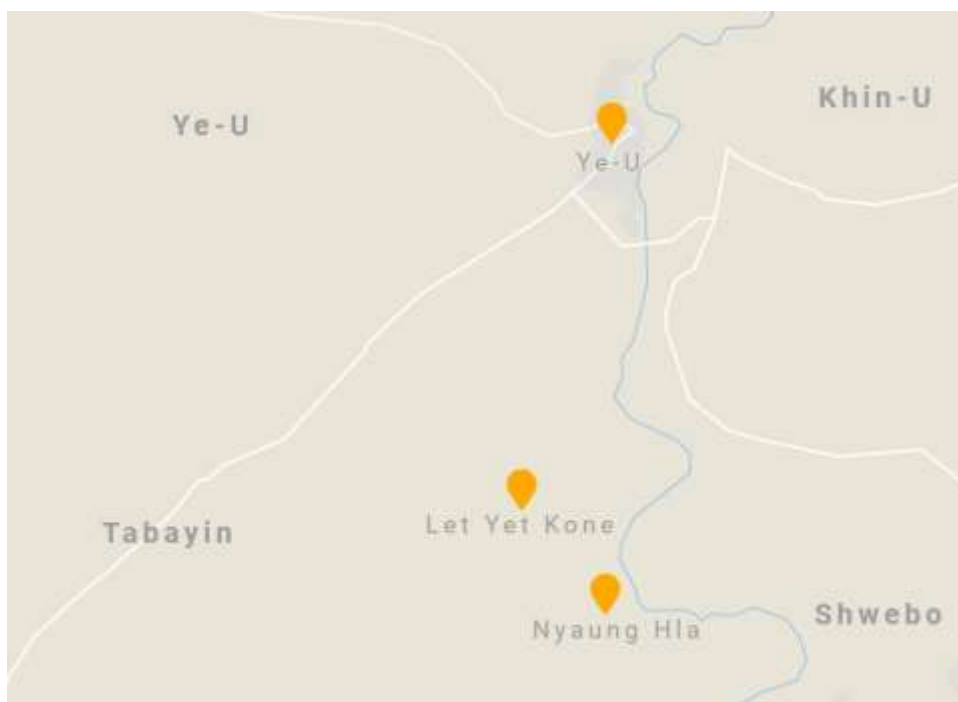 Khin-U
Ye-U
Ye-U
Let Yet Kone
Tabayin
Shwebo
Nyaung Hla